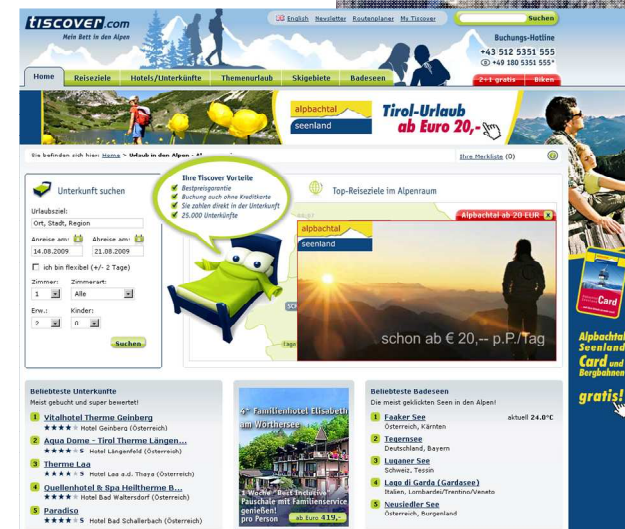 tiscover.com
Mein Bett in den Alpen
English Newsletter Routenplaner My Tiscover
Suchen
Buchungs-Hotline
+43 512 5351 555
+49 180 5351 555*
Home Reiseziele Hotels/Unterkünfte Themenurlaub Skigebiete Badeseen
2+1 gratis Biken
alpbachtal
seenland
Tirol-Urlaub
ab Euro 20,-
Sie befinden sich hier: Home > Urlaub in den Alpen
Ihre Merkliste (0)
Unterkunft suchen
Urlaubsziel:
Ort, Stadt, Region
Anreise am: Abreise am:
14.08.2009 21.08.2009
ich bin flexibel (+/- 2 Tage)
Zimmer: Zimmerart:
1 Alle
Erw.: Kinder:
2 0
Suchen
Ihre Tiscover Vorteile
Bestpreisgarantie
Buchung auch ohne Kreditkarte
Sie zahlen direkt in der Unterkunft
25.000 Unterkünfte
Top-Reiseziele im Alpenraum
Alpbachtal ab 20 EUR X
alpbachtal
seenland
schon ab € 20,-- p.P./Tag
Card
Alpbachtal
Seenland
Card und
Bergbahnen
gratis!
Beliebteste Unterkünfte
Meist gebucht und super bewertet!
1 Vitalhotel Therme Geinberg
Hotel Geinberg (Österreich)
2 Aqua Dome - Tirol Therme Längen...
S Hotel Längenfeld (Österreich)
3 Therme Laa
S Hotel Laa a.d. Thaya (Österreich)
4 Quellenhotel & Spa Heiltherme B...
Hotel Bad Waltersdorf (Österreich)
5 Paradiso
S Hotel Bad Schallerbach (Österreich)
4* Familienhotel Elisabeth
am Wörthersee
1 Woche "Best Inclusive"
Pauschale mit Familienservice
genießen!
pro Person ab Euro 419,-
Beliebteste Badeseen
Die meist geklickten Seen in den Alpen!
1 Faaker See aktuell 24.0°C
Österreich, Kärnten
2 Tegernsee
Deutschland, Bayern
3 Luganer See
Schweiz, Tessin
4 Lago di Garda (Gardasee)
Italien, Lombardei/Trentino/Veneto
5 Neusiedler See
Österreich, Burgenland